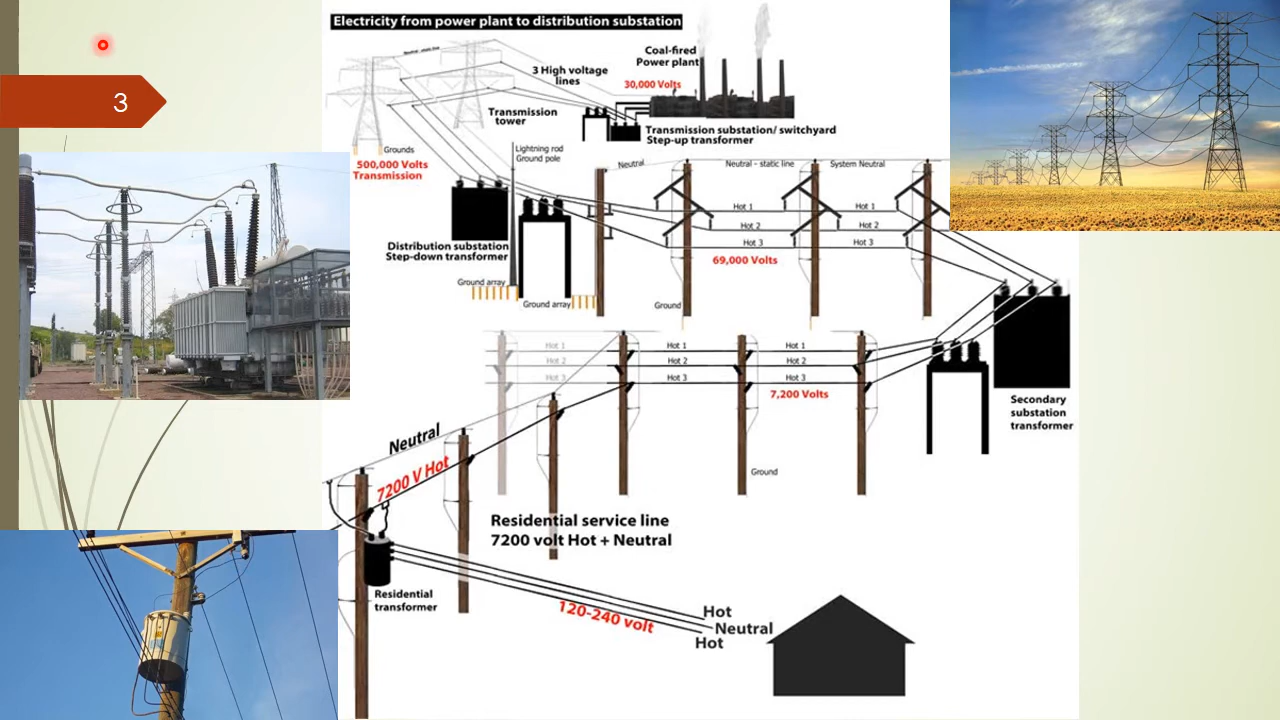 3
Electricity from power plant to distribution substation
Neutral - static line
Coal-fired
Power plant
3 High voltage
lines
30,000 Volts
Transmission
tower
Transmission substation/ switchyard
Step-up transformer
Grounds
500,000 Volts
Transmission
Lightning rod
Ground pole
Neutral
Neutral - static line
System Neutral
Hot 1
Hot 1
Hot 2
Hot 2
Hot 3
Hot 3
69,000 Volts
Distribution substation
Step-down transformer
Ground array
Ground array
Ground
Hot 1
Hot 1
Hot 1
Hot 2
Hot 2
Hot 2
Hot 3
Hot 3
Hot 3
7,200 Volts
Secondary
substation
transformer
Neutral
7200 V Hot
Ground
Residential service line
7200 volt Hot + Neutral
Residential
transformer
120-240 volt
Hot
Neutral
Hot